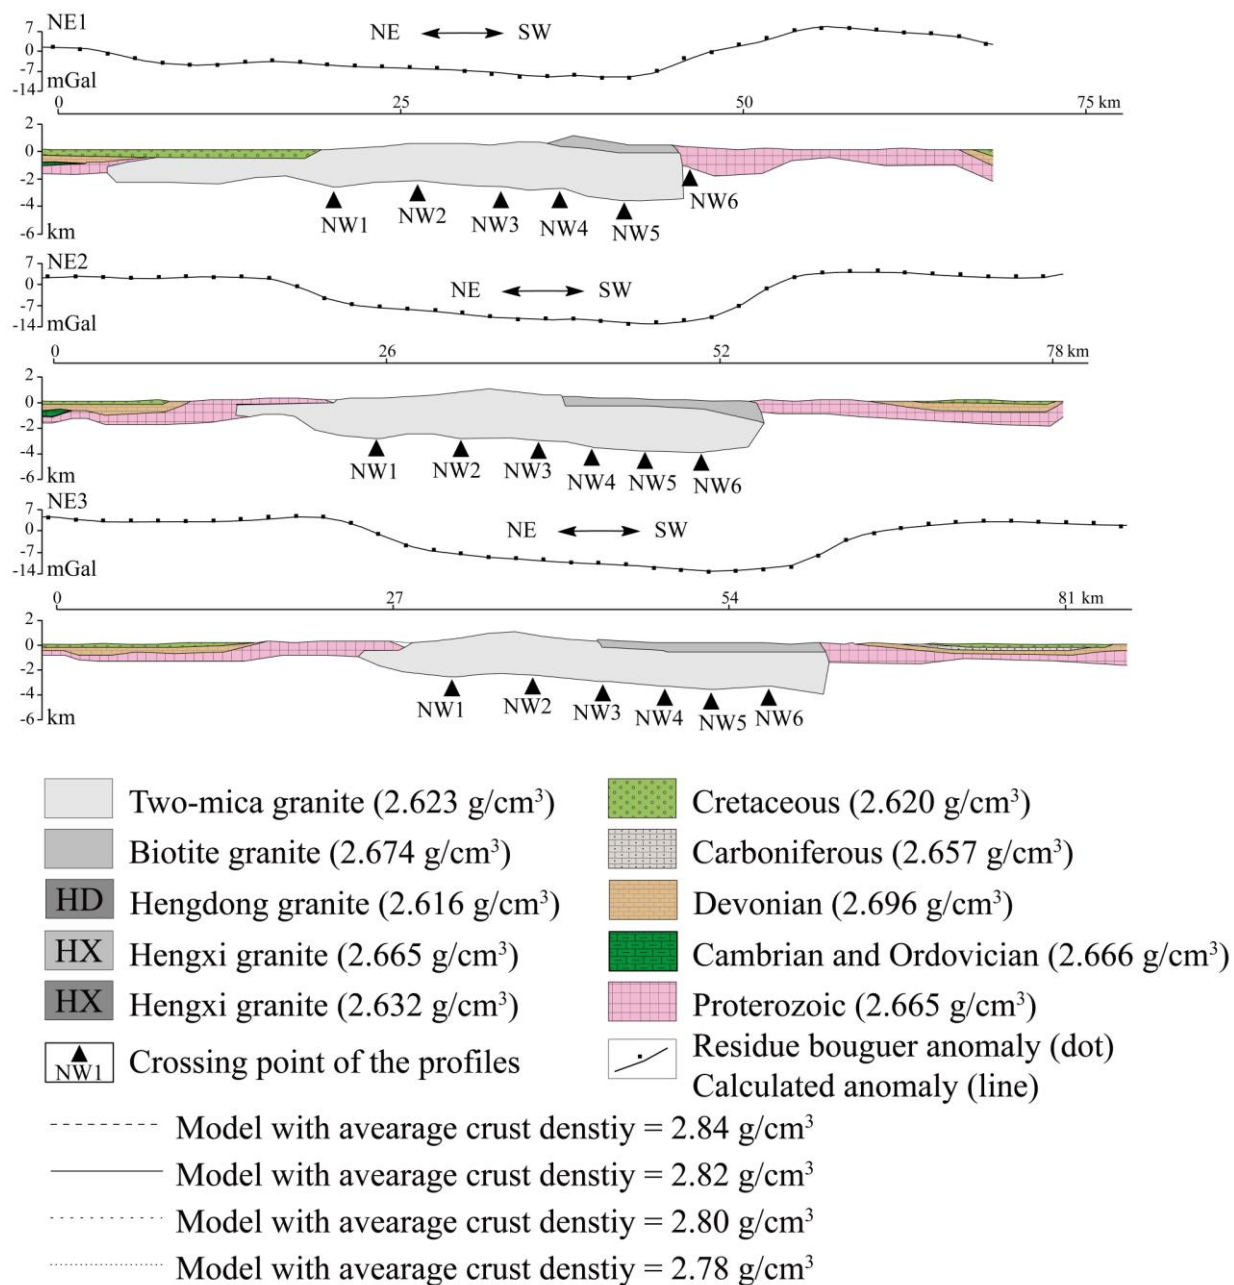 NE1
7
0
-7
-14
mGal
NE SW
0 25 50 75 km
2
0
-2
-4
-6
km
NW1 NW2 NW3 NW4 NW5 NW6
NE2
7
0
-7
-14
mGal
NE SW
0 26 52 78 km
2
0
-2
-4
-6
km
NW1 NW2 NW3 NW4 NW5 NW6
NE3
7
0
-7
-14
mGal
NE SW
0 27 54 81 km
2
0
-2
-4
-6
km
NW1 NW2 NW3 NW4 NW5 NW6
Two-mica granite (2.623 g/cm³)
Biotite granite (2.674 g/cm³)
HD Hengdong granite (2.616 g/cm³)
HX Hengxi granite (2.665 g/cm³)
HX Hengxi granite (2.632 g/cm³)
NW1 Crossing point of the profiles
Cretaceous (2.620 g/cm³)
Carboniferous (2.657 g/cm³)
Devonian (2.696 g/cm³)
Cambrian and Ordovician (2.666 g/cm³)
Proterozoic (2.665 g/cm³)
Residue bouguer anomaly (dot)
Calculated anomaly (line)
Model with avearage crust denstiy = 2.84 g/cm³
Model with avearage crust denstiy = 2.82 g/cm³
Model with avearage crust denstiy = 2.80 g/cm³
Model with avearage crust denstiy = 2.78 g/cm³